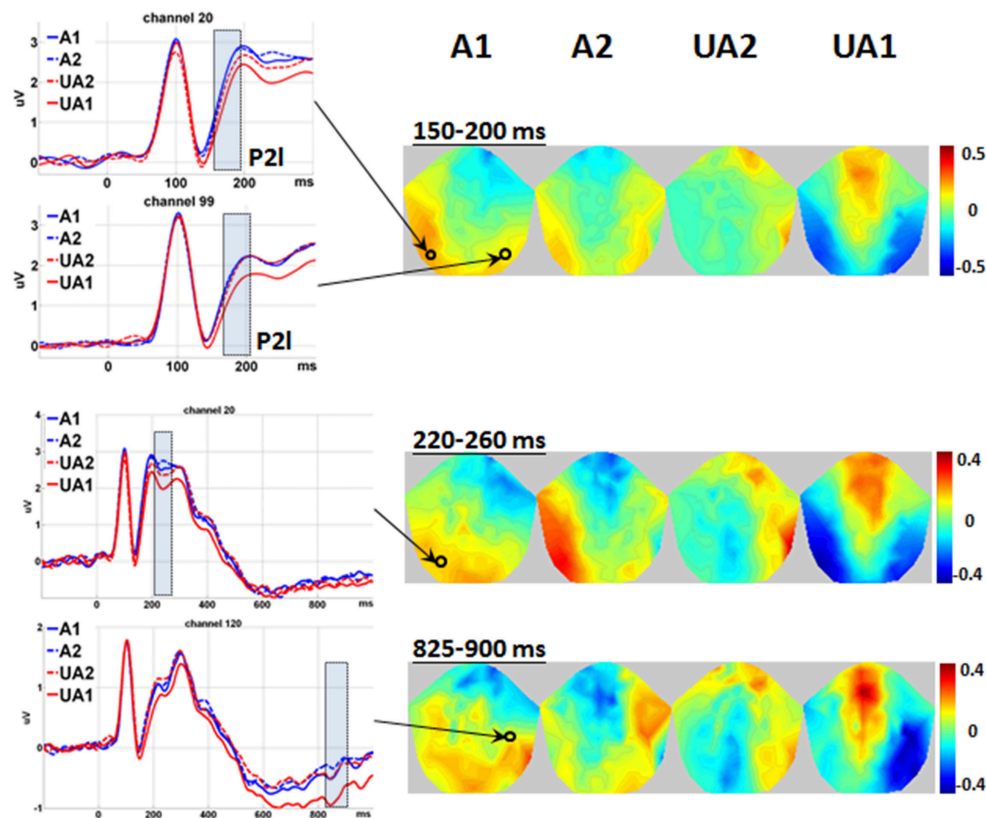 A1 A2 UA2 UA1
channel 20
A1
A2
UA2
UA1
3
2
1
0
uV
P2l
0 100 200 ms
150-200 ms
0.5
0
-0.5
channel 99
A1
A2
UA2
UA1
3
2
1
0
uV
P2l
0 100 200 ms
channel 20
A1
A2
UA2
UA1
4
3
2
1
0
uV
0 200 400 600 800 ms
220-260 ms
0.4
0
-0.4
channel 120
A1
A2
UA2
UA1
2
1
0
-1
uV
0 200 400 600 800 ms
825-900 ms
0.4
0
-0.4